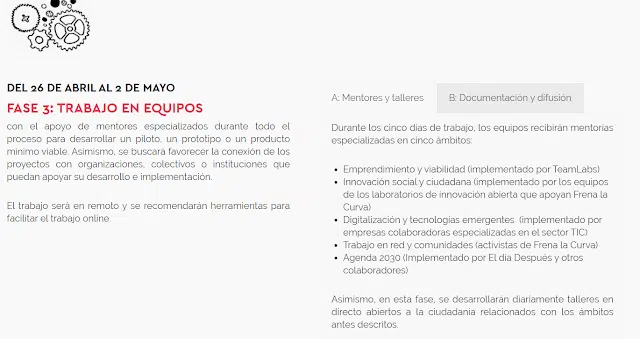 DEL 26 DE ABRIL AL 2 DE MAYO
FASE 3: TRABAJO EN EQUIPOS
con el apoyo de mentores especializados durante todo el
proceso para desarrollar un piloto, un prototipo o un producto
mínimo viable. Asimismo, se buscará favorecer la conexión de los
proyectos con organizaciones, colectivos o instituciones que
puedan apoyar su desarrollo e implementación.
El trabajo será en remoto y se recomendarán herramientas para
facilitar el trabajo online.
A: Mentores y talleres
B: Documentación y difusión
Durante los cinco días de trabajo, los equipos recibirán mentorías
especializadas en cinco ámbitos:
• Emprendimiento y viabilidad (implementado por TeamLabs)
• Innovación social y ciudadana (implementado por los equipos
de los laboratorios de innovación abierta que apoyan Frena la
Curva)
• Digitalización y tecnologías emergentes (implementado por
empresas colaboradoras especializadas en el sector TIC)
• Trabajo en red y comunidades (activistas de Frena la Curva)
• Agenda 2030 (Implementado por El día Después y otros
colaboradores)
Asimismo, en esta fase, se desarrollarán diariamente talleres en
directo abiertos a la ciudadanía relacionados con los ámbitos
antes descritos.